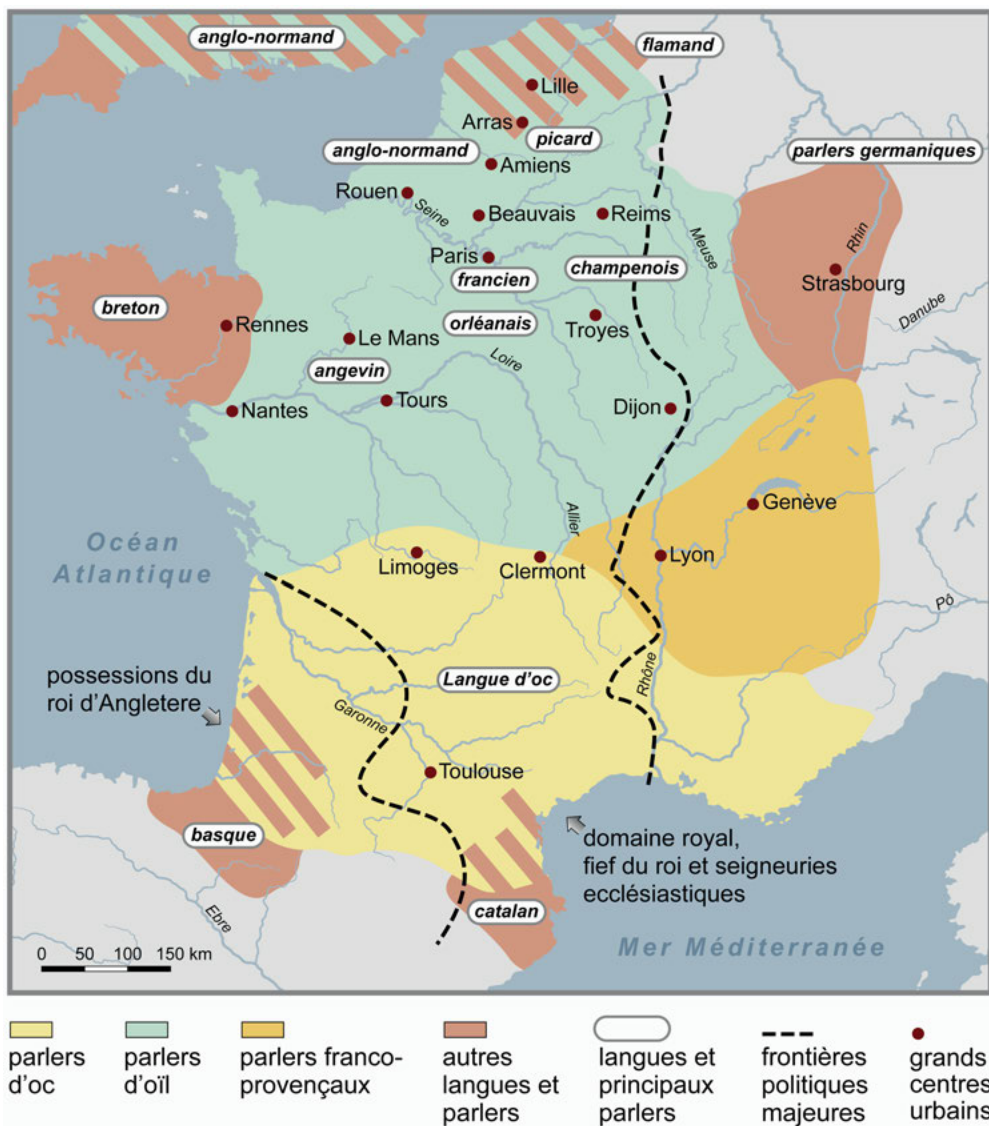 anglo-normand
flamand
Lille
Arras
picard
anglo-normand
Amiens
parlers germaniques
Rouen
Seine
Beauvais
Reims
Meuse
Rhin
Paris
francien
champenois
Strasbourg
breton
Rennes
orléanais
Troyes
Danube
Le Mans
Loire
angevin
Nantes
Tours
Dijon
Genève
Allier
Océan
Atlantique
Limoges
Clermont
Lyon
Pô
possessions du
roi d’Angletere
Langue d’oc
Rhône
Garonne
Toulouse
basque
domaine royal,
fief du roi et seigneuries
ecclésiastiques
catalan
Ebre
Mer Méditerranée
0 50 100 150 km
parlers
d’oc
parlers
d’oïl
parlers franco-
provençaux
autres
langues et
parlers
langues et
principaux
parlers
frontières
politiques
majeures
grands
centres
urbains